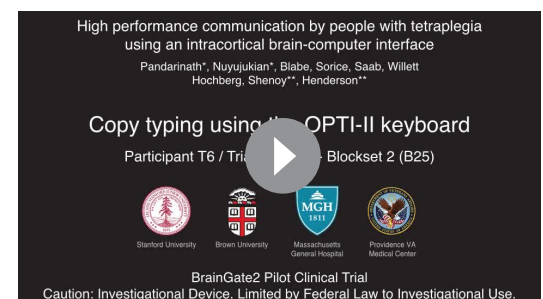 High performance communication by people with tetraplegia
using an intracortical brain-computer interface
Pandarinath*, Nuyujukian*, Blabe, Sorice, Saab, Willett
Hochberg, Shenoy**, Henderson**
Copy typing using OPTI-II keyboard
Participant T6 / - Blockset 2 (B25)
MGH
1811
Stanford University Brown University Massachusetts General Hospital Providence VA Medical Center
BrainGate2 Pilot Clinical Trial
Caution: Investigational Device. Limited by Federal Law to Investigational Use.